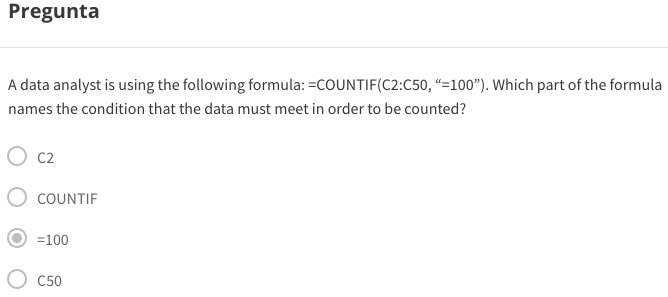 Pregunta
A data analyst is using the following formula: =COUNTIF(C2:C50, “=100”). Which part of the formula
names the condition that the data must meet in order to be counted?
C2
COUNTIF
=100
C50